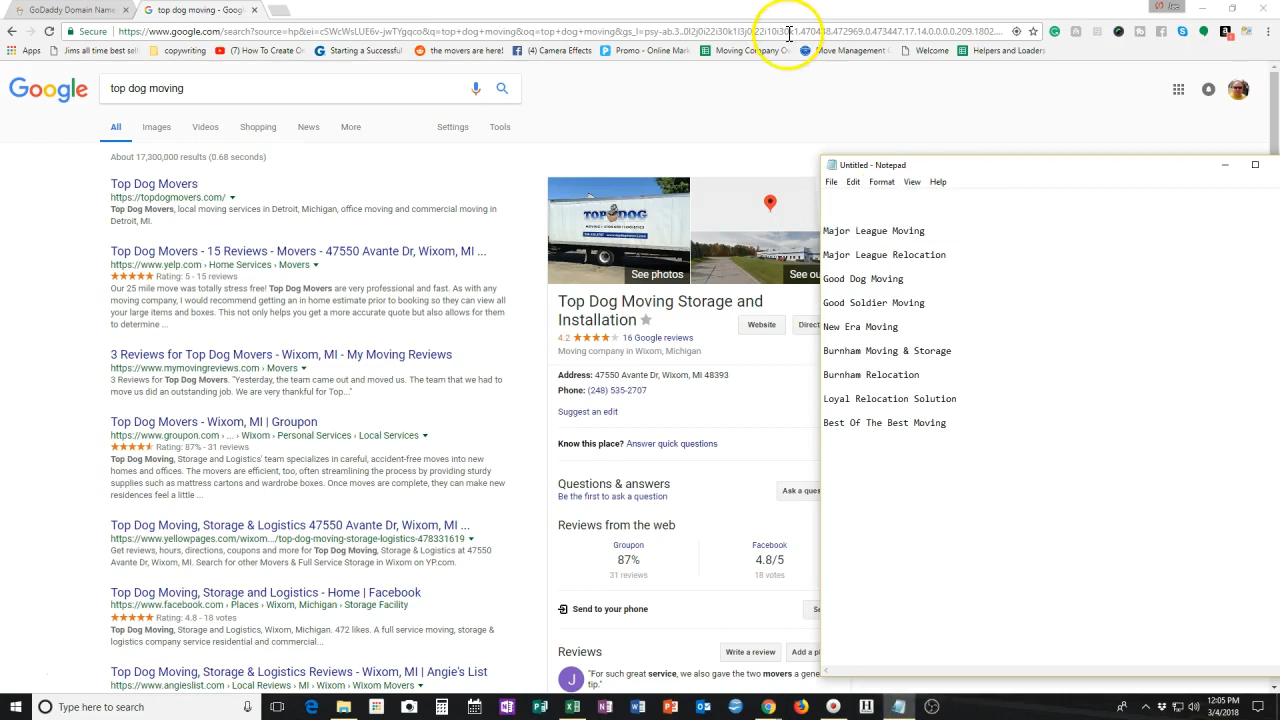 GoDaddy Domain Name
top dog moving - Google
Secure
Apps
Jims all time best sell
copywriting
(7) YouTube
Getting Started
Starting a Successful
(4) Camera Effects
Promo - Online Mark
Moving Company O
Move Management C
Welcome
Helpers and Loaders
Google
top dog moving
All Images Videos Shopping News More Settings Tools
About 17,300,000 results (0.68 seconds)
Top Dog Movers
https://topdogmovers.com/
Top Dog Movers, local moving services in Detroit, Michigan, office moving and commercial moving in
Detroit, MI.
Top Dog Movers - 15 Reviews - Movers - 47550 Avante Dr, Wixom, MI ...
https://www.yelp.com › Home Services › Movers
Rating: 5 - 15 reviews
Our 25 mile move was totally stress free! Top Dog Movers are very professional and fast. As with any
moving company, I would recommend getting an in home estimate prior to booking so they can view all
your large items and boxes. This not only helps you get a more accurate quote but also allows for them
to determine ...
3 Reviews for Top Dog Movers - Wixom, MI - My Moving Reviews
https://www.mymovingreviews.com › Movers
3 Reviews for Top Dog Movers. "Yesterday, the team came out and moved us. The team that we had to
move us did an outstanding job. We are very thankful for Top..."
Top Dog Movers - Wixom, MI | Groupon
https://www.groupon.com › ... › Wixom › Personal Services › Local Services
Rating: 87% - 31 reviews
Top Dog Moving, Storage and Logistics' team specializes in careful, accident-free moves into new
homes and offices. The movers are efficient, too, often streamlining the process by providing sturdy
supplies such as mattress cartons and wardrobe boxes. Once moves are complete, they can make new
residences feel a little ...
Top Dog Moving, Storage & Logistics 47550 Avante Dr, Wixom, MI ...
https://www.yellowpages.com/wixom.../top-dog-moving-storage-logistics-478331619
Get reviews, hours, directions, coupons and more for Top Dog Moving, Storage & Logistics at 47550
Avante Dr, Wixom, MI. Search for other Movers & Full Service Storage in Wixom on YP.com.
Top Dog Moving, Storage and Logistics - Home | Facebook
https://www.facebook.com › Places › Wixom, Michigan › Storage Facility
Rating: 4.8 - 18 votes
Top Dog Moving, Storage and Logistics, Wixom, Michigan. 472 likes. A full service moving, storage &
logistics company service residential and commercial...
Top Dog Moving, Storage & Logistics Reviews - Wixom, MI | Angie's List
https://www.angieslist.com › Local Reviews › MI › Wixom › Wixom Movers
TOP DOG
See photos
See ou
Top Dog Moving Storage and
Installation
Website
Direct
4.2 16 Google reviews
Moving company in Wixom, Michigan
Address: 47550 Avante Dr, Wixom, MI 48393
Phone: (248) 535-2707
Suggest an edit
Know this place? Answer quick questions
Questions & answers
Be the first to ask a question
Ask a ques
Reviews from the web
Groupon Facebook
87% 4.8/5
31 reviews 18 votes
Send to your phone
Se
Reviews
Write a review
Add a ph
J
"For such great service, we also gave the two movers a gene
tip."
Untitled - Notepad
File Edit Format View Help
Major League Moving
Major League Relocation
Good Dog Moving
Good Soldier Moving
New Era Moving
Burnham Moving & Storage
Burnham Relocation
Loyal Relocation Solution
Best Of The Best Moving
Type here to search
12:05 PM
3/4/2018